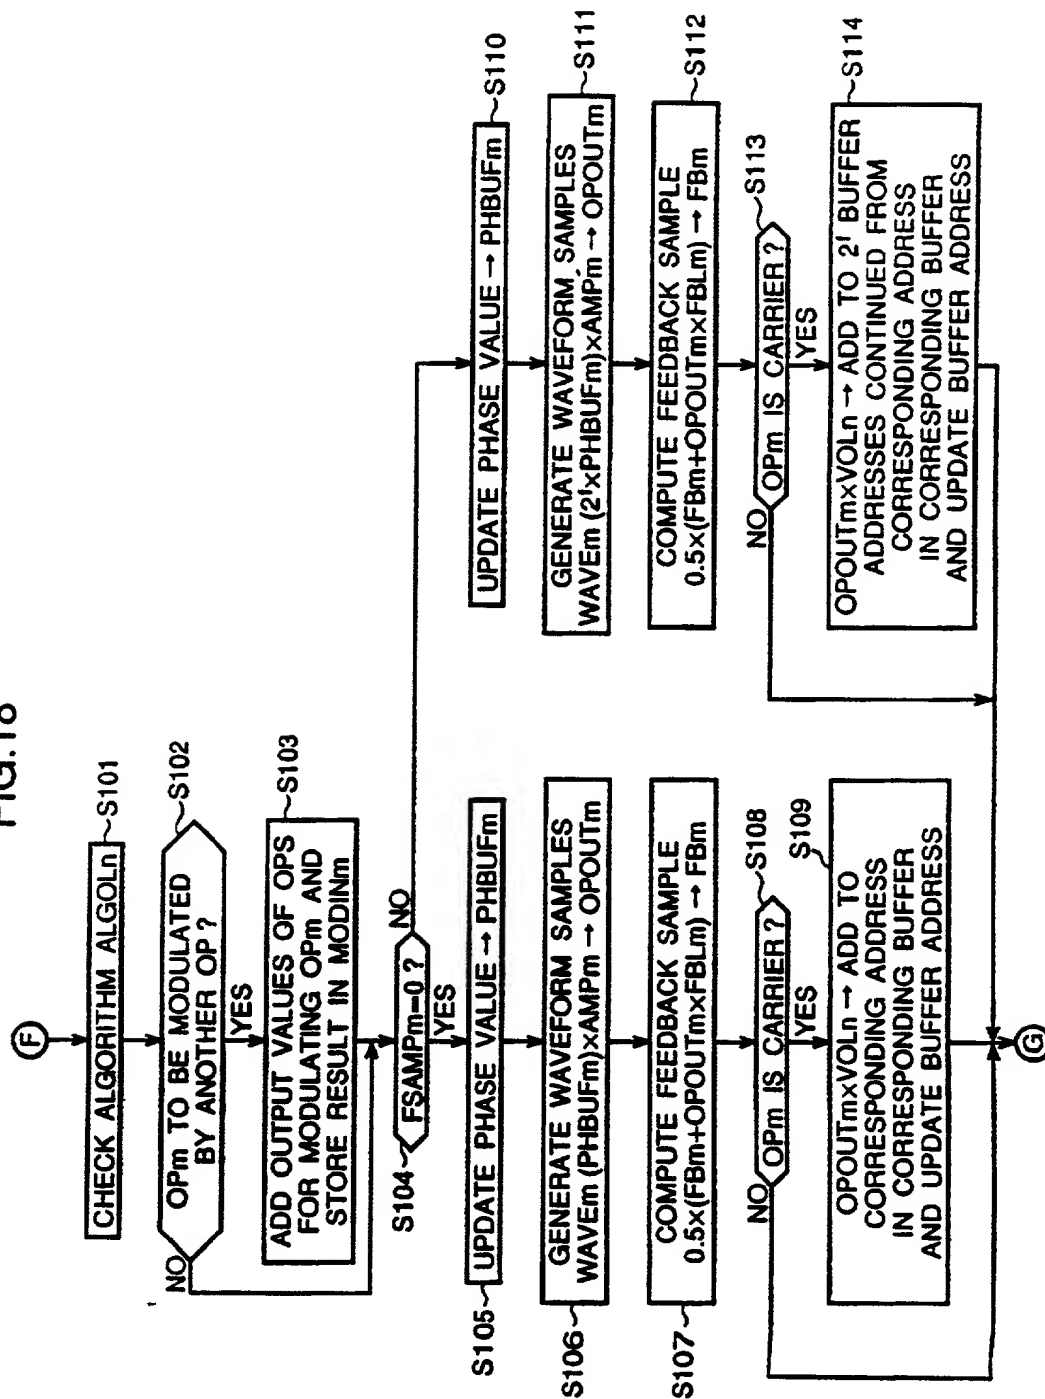 FIG.18
F
CHECK ALGORITHM ALGOLn
S101
OPm TO BE MODULATED
BY ANOTHER OP?
S102
NO
YES
ADD OUTPUT VALUES OF OPS
FOR MODULATING OPm AND
STORE RESULT IN MODINm
S103
S104
FSAMPm=0?
NO
YES
S105
UPDATE PHASE VALUE → PHBUFm
S106
GENERATE WAVEFORM SAMPLES
WAVEm (PHBUFm)×AMPm → OPOUTm
S107
COMPUTE FEEDBACK SAMPLE
0.5×(FBm+OPOUTm×FBLm) → FBm
NO
OPm IS CARRIER?
S108
YES
S109
OPOUTm×VOLn → ADD TO
CORRESPONDING ADDRESS
IN CORRESPONDING BUFFER
AND UPDATE BUFFER ADDRESS
UPDATE PHASE VALUE → PHBUFm
S110
GENERATE WAVEFORM SAMPLES
WAVEm (2^f×PHBUFm)×AMPm → OPOUTm
S111
COMPUTE FEEDBACK SAMPLE
0.5×(FBm+OPOUTm×FBLm) → FBm
S112
NO
OPm IS CARRIER?
S113
YES
OPOUTm×VOLn → ADD TO 2^f BUFFER
ADDRESSES CONTINUED FROM
CORRESPONDING ADDRESS
IN CORRESPONDING BUFFER
AND UPDATE BUFFER ADDRESS
S114
G